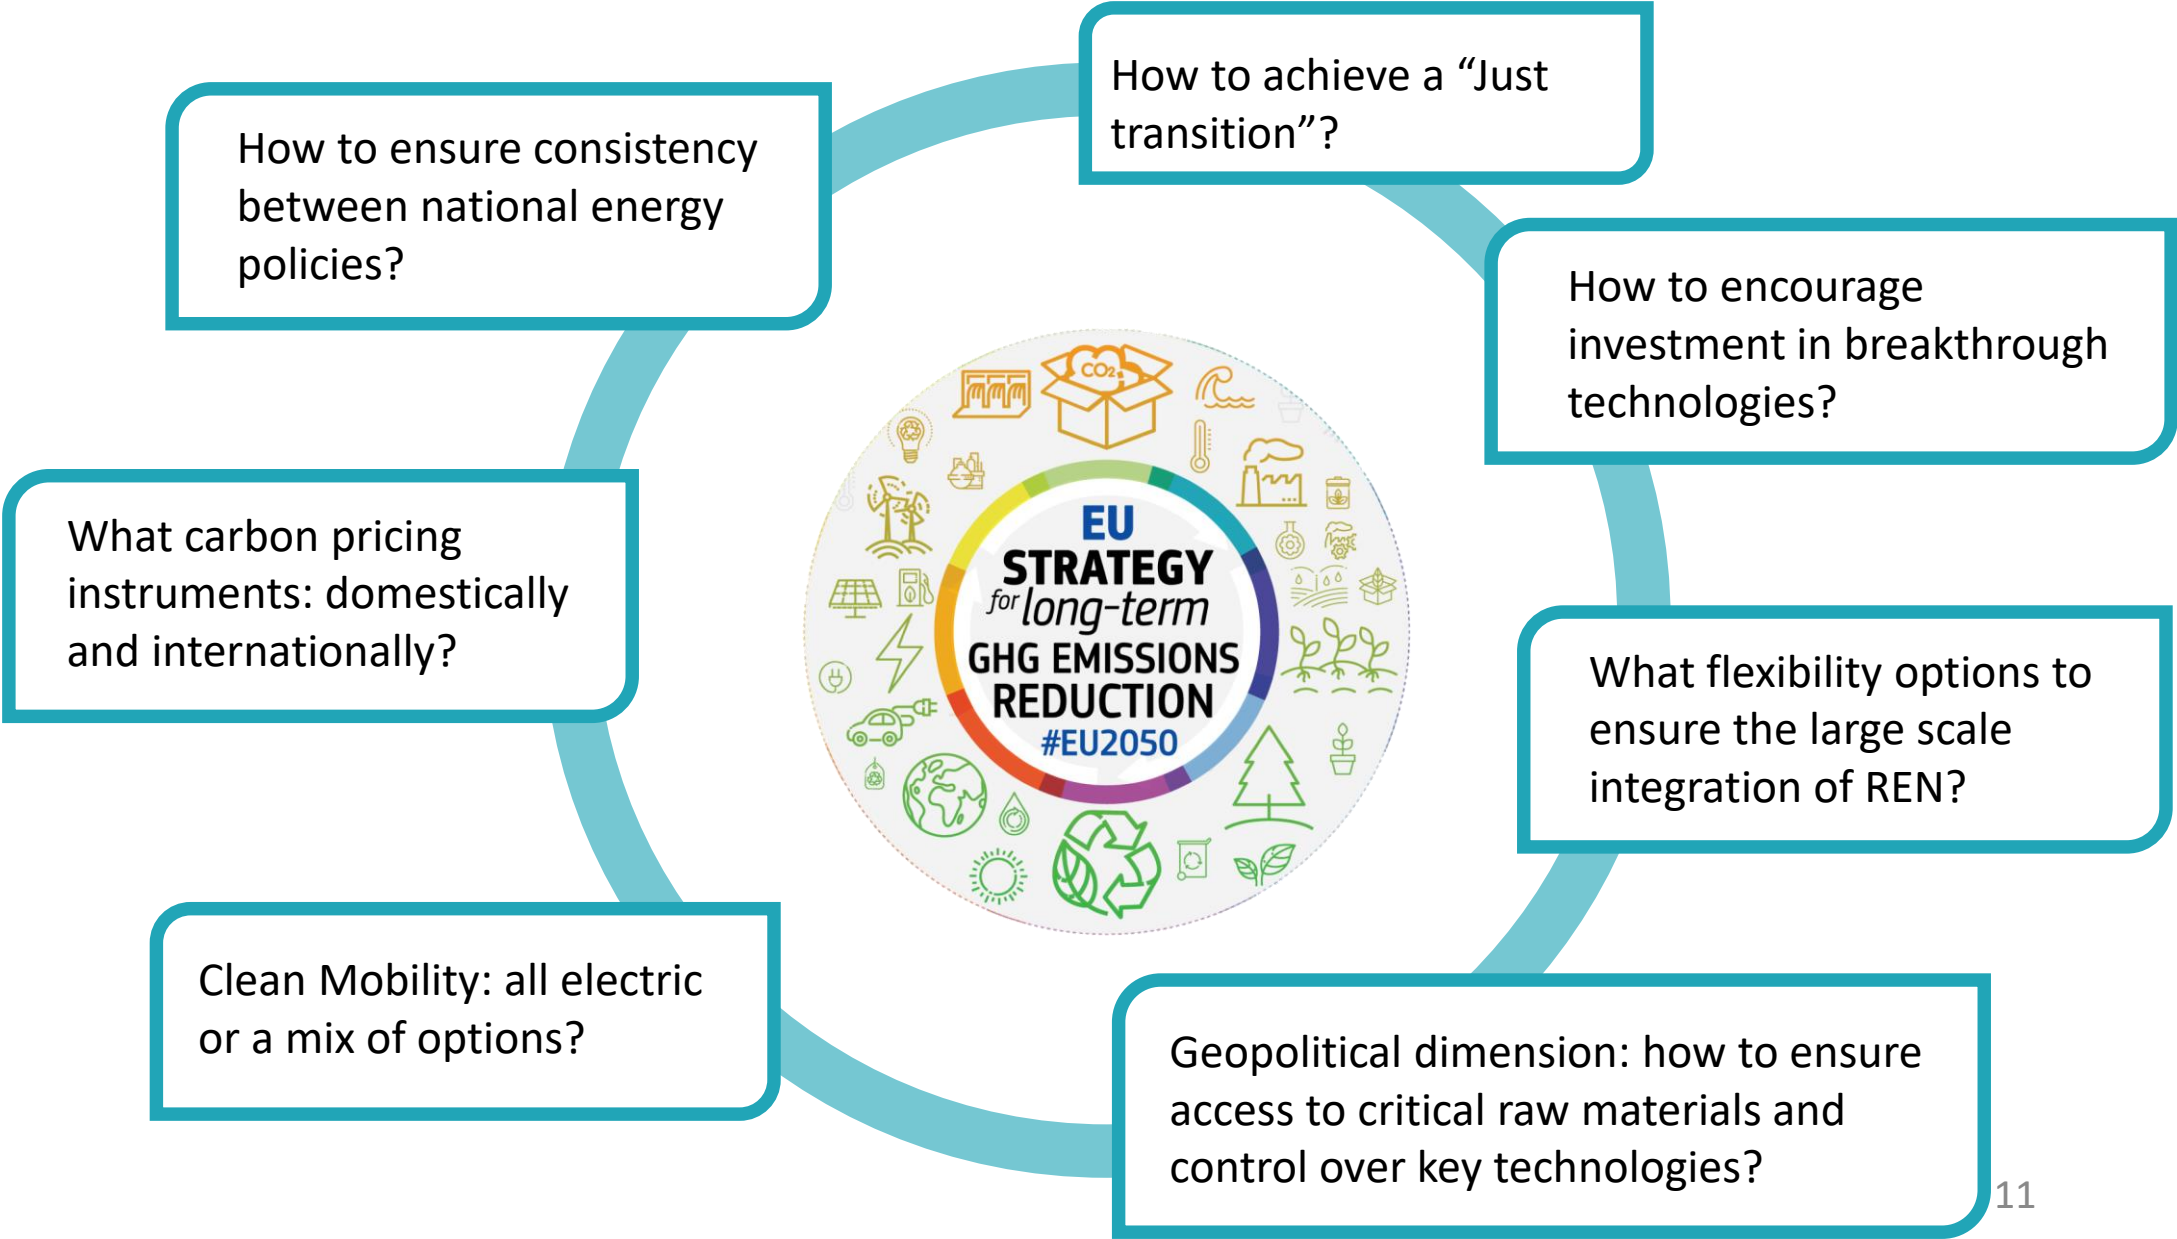 How to achieve a “Just
transition”?
How to ensure consistency
between national energy
policies?
How to encourage
investment in breakthrough
technologies?
CO2
What carbon pricing
instruments: domestically
and internationally?
EU
STRATEGY
for long-term
GHG EMISSIONS
REDUCTION
#EU2050
What flexibility options to
ensure the large scale
integration of REN?
Clean Mobility: all electric
or a mix of options?
Geopolitical dimension: how to ensure
access to critical raw materials and
control over key technologies?
11